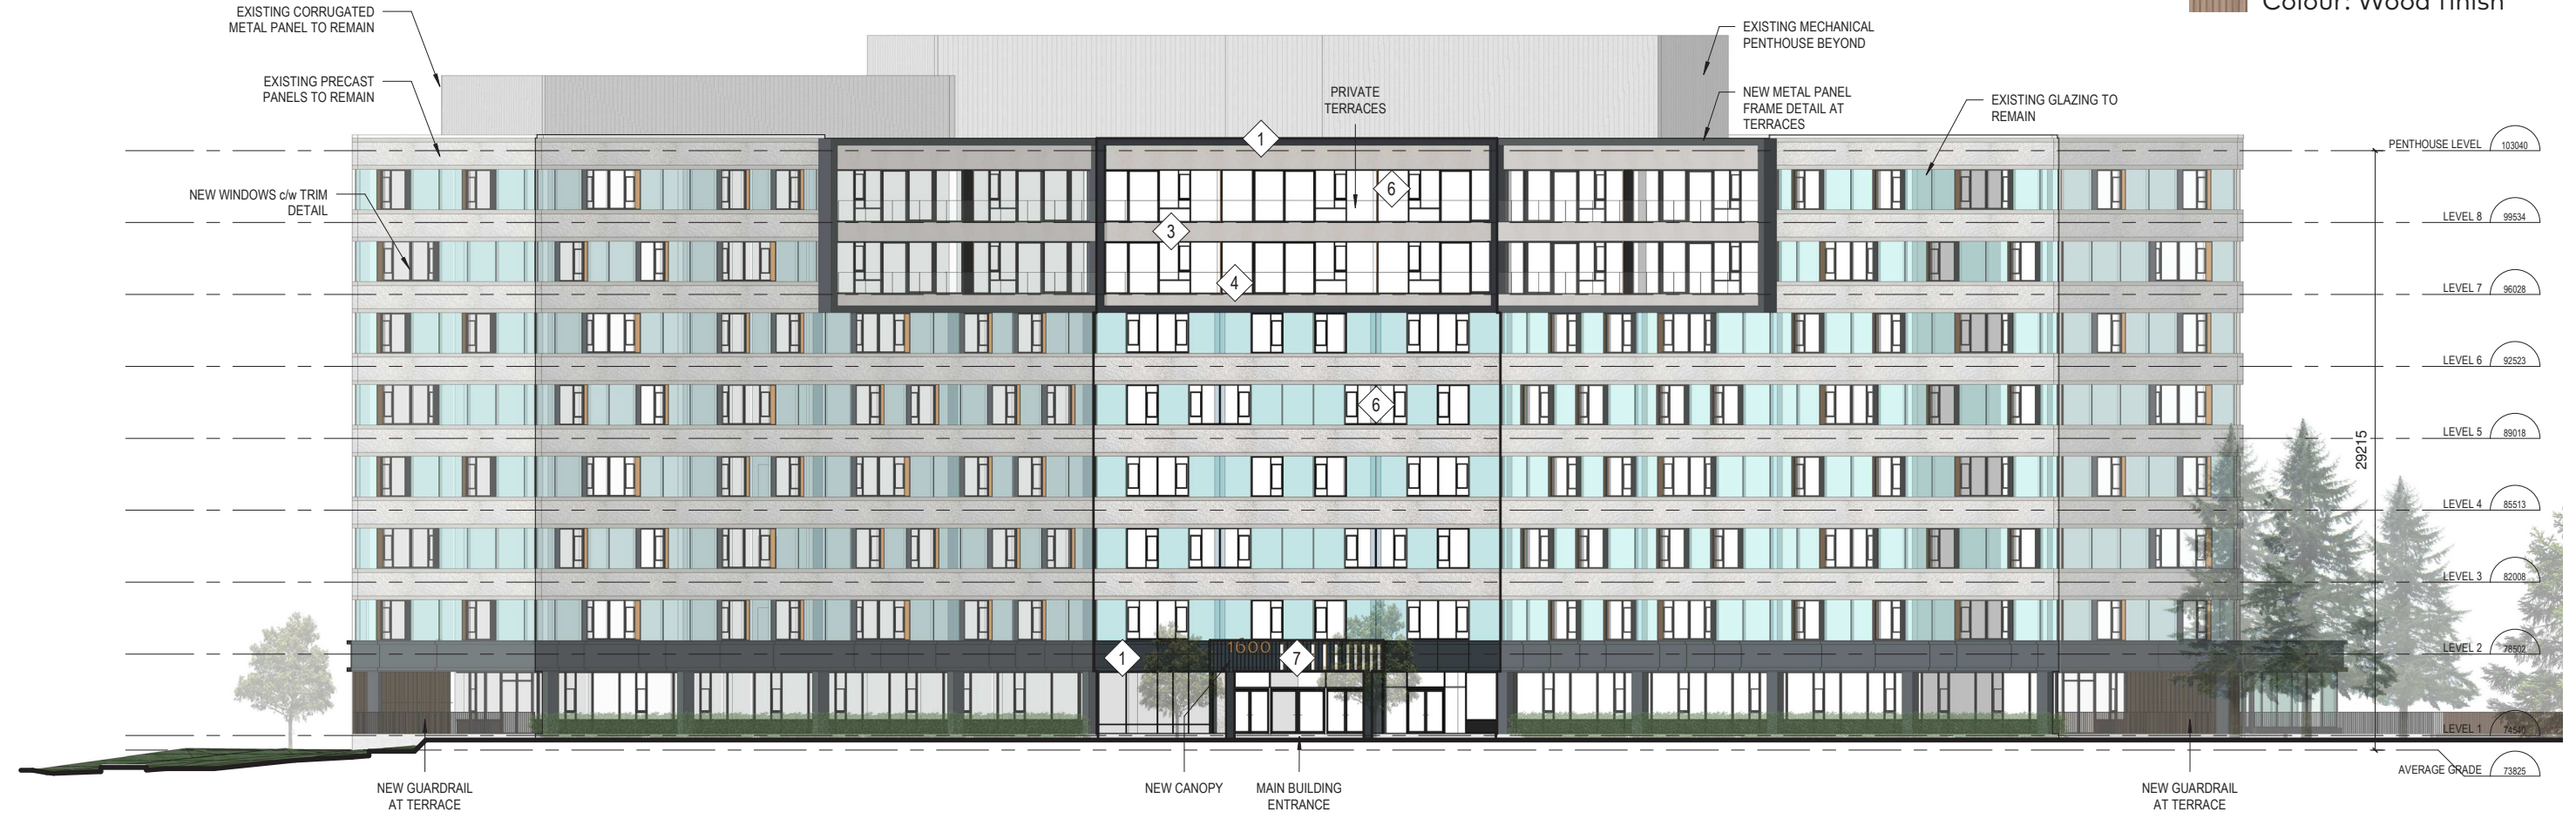 EXISTING CORRUGATED
METAL PANEL TO REMAIN
Colour: Wood finish
EXISTING MECHANICAL
PENTHOUSE BEYOND
EXISTING PRECAST
PANELS TO REMAIN
PRIVATE
TERRACES
NEW METAL PANEL
FRAME DETAIL AT
TERRACES
EXISTING GLAZING TO
REMAIN
1
PENTHOUSE LEVEL 103040
NEW WINDOWS c/w TRIM
DETAIL
6
3
LEVEL 8 99534
4
LEVEL 7 96028
LEVEL 6 92523
6
LEVEL 5 89018
29215
LEVEL 4 85513
LEVEL 3 82008
1600
1
7
LEVEL 2 78502
LEVEL 1 74540
AVERAGE GRADE 73825
NEW GUARDRAIL
AT TERRACE
NEW CANOPY
MAIN BUILDING
ENTRANCE
NEW GUARDRAIL
AT TERRACE